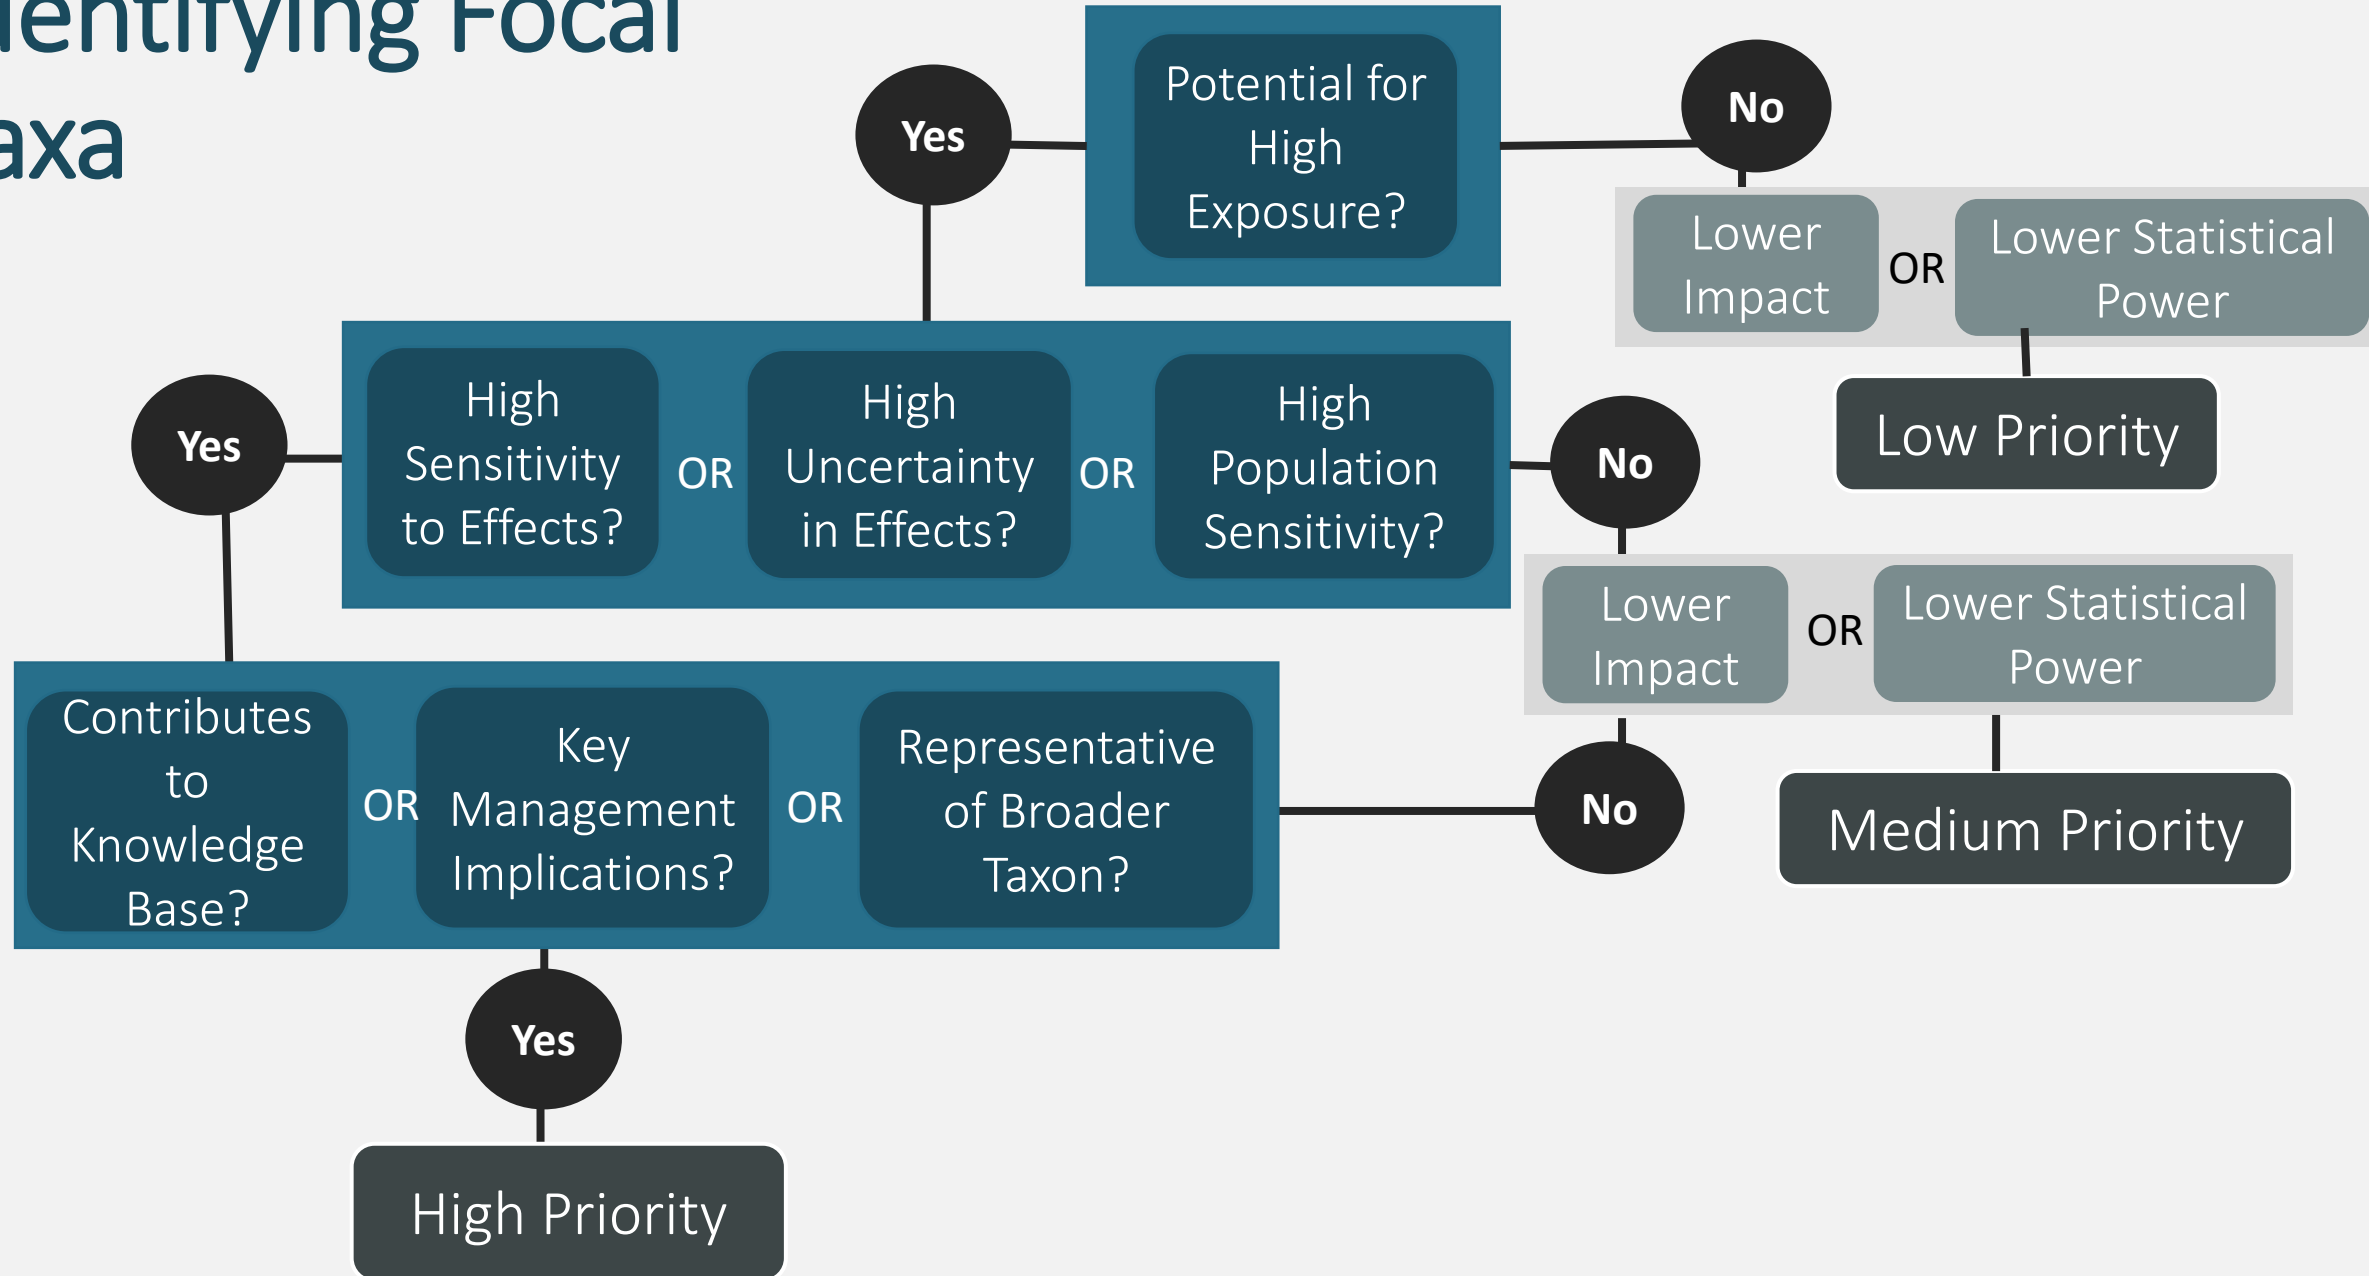 dentifying Focal
axa
Potential for
High
Exposure?
Yes
No
Lower
Impact
OR
Lower Statistical
Power
Low Priority
High
Sensitivity
to Effects?
OR
High
Uncertainty
in Effects?
OR
High
Population
Sensitivity?
Yes
No
Lower
Impact
OR
Lower Statistical
Power
Medium Priority
Contributes
to
Knowledge
Base?
OR
Key
Management
Implications?
OR
Representative
of Broader
Taxon?
No
Yes
High Priority